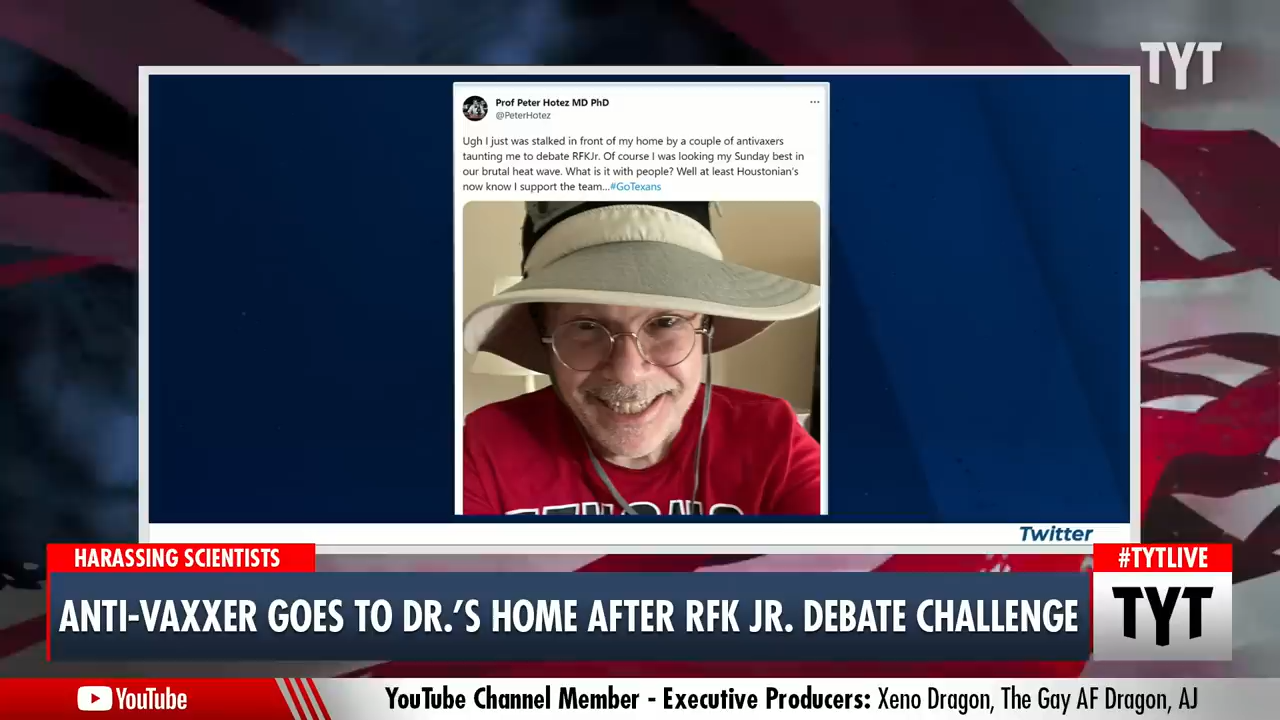 TYT
Prof Peter Hotez MD PhD
@PeterHotez
Ugh I just was stalked in front of my home by a couple of antivaxers
taunting me to debate RFKJr. Of course I was looking my Sunday best in
our brutal heat wave. What is it with people? Well at least Houstonian's
now know I support the team...#GoTexans
Twitter
HARASSING SCIENTISTS
#TYTLIVE
ANTI-VAXXER GOES TO DR.'S HOME AFTER RFK JR. DEBATE CHALLENGE
TYT
YouTube
YouTube Channel Member - Executive Producers: Xeno Dragon, The Gay AF Dragon, AJ